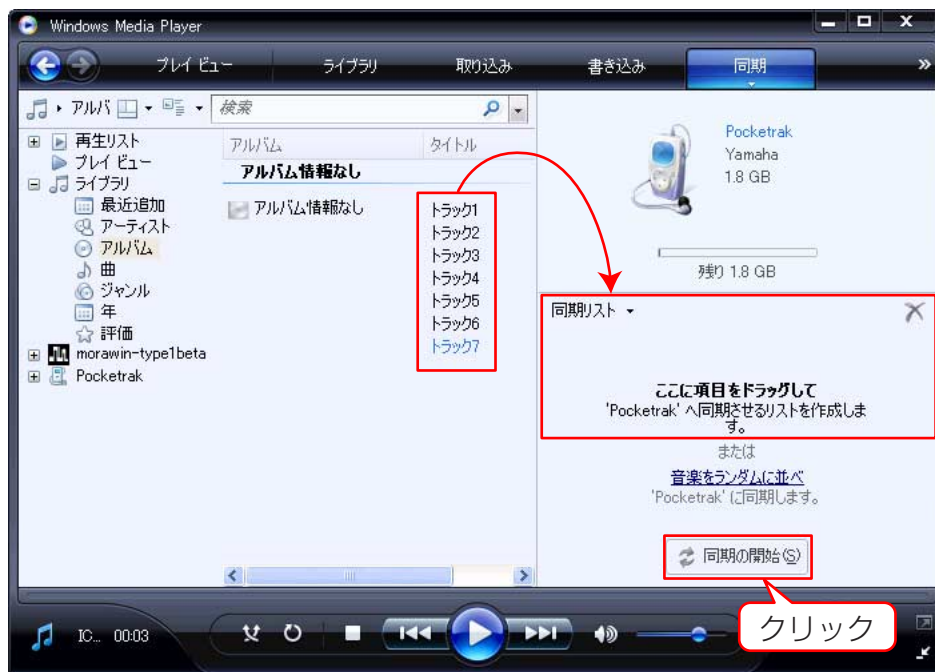 Windows Media Player
プレイ ビュー
ライブラリ
取り込み
書き込み
同期
»
アルバ
検索
再生リスト
プレイ ビュー
ライブラリ
最近追加
アーティスト
アルバム
曲
ジャンル
年
評価
morawin-type1beta
Pocketrak
アルバム
タイトル
アルバム情報なし
アルバム情報なし
トラック1
トラック2
トラック3
トラック4
トラック5
トラック6
トラック7
Pocketrak
Yamaha
1.8 GB
残り 1.8 GB
同期リスト
ここに項目をドラッグして
'Pocketrak' へ同期させるリストを作成しま
す。
または
音楽をランダムに並べ
'Pocketrak' に同期します。
同期の開始(S)
クリック
IC... 00:03